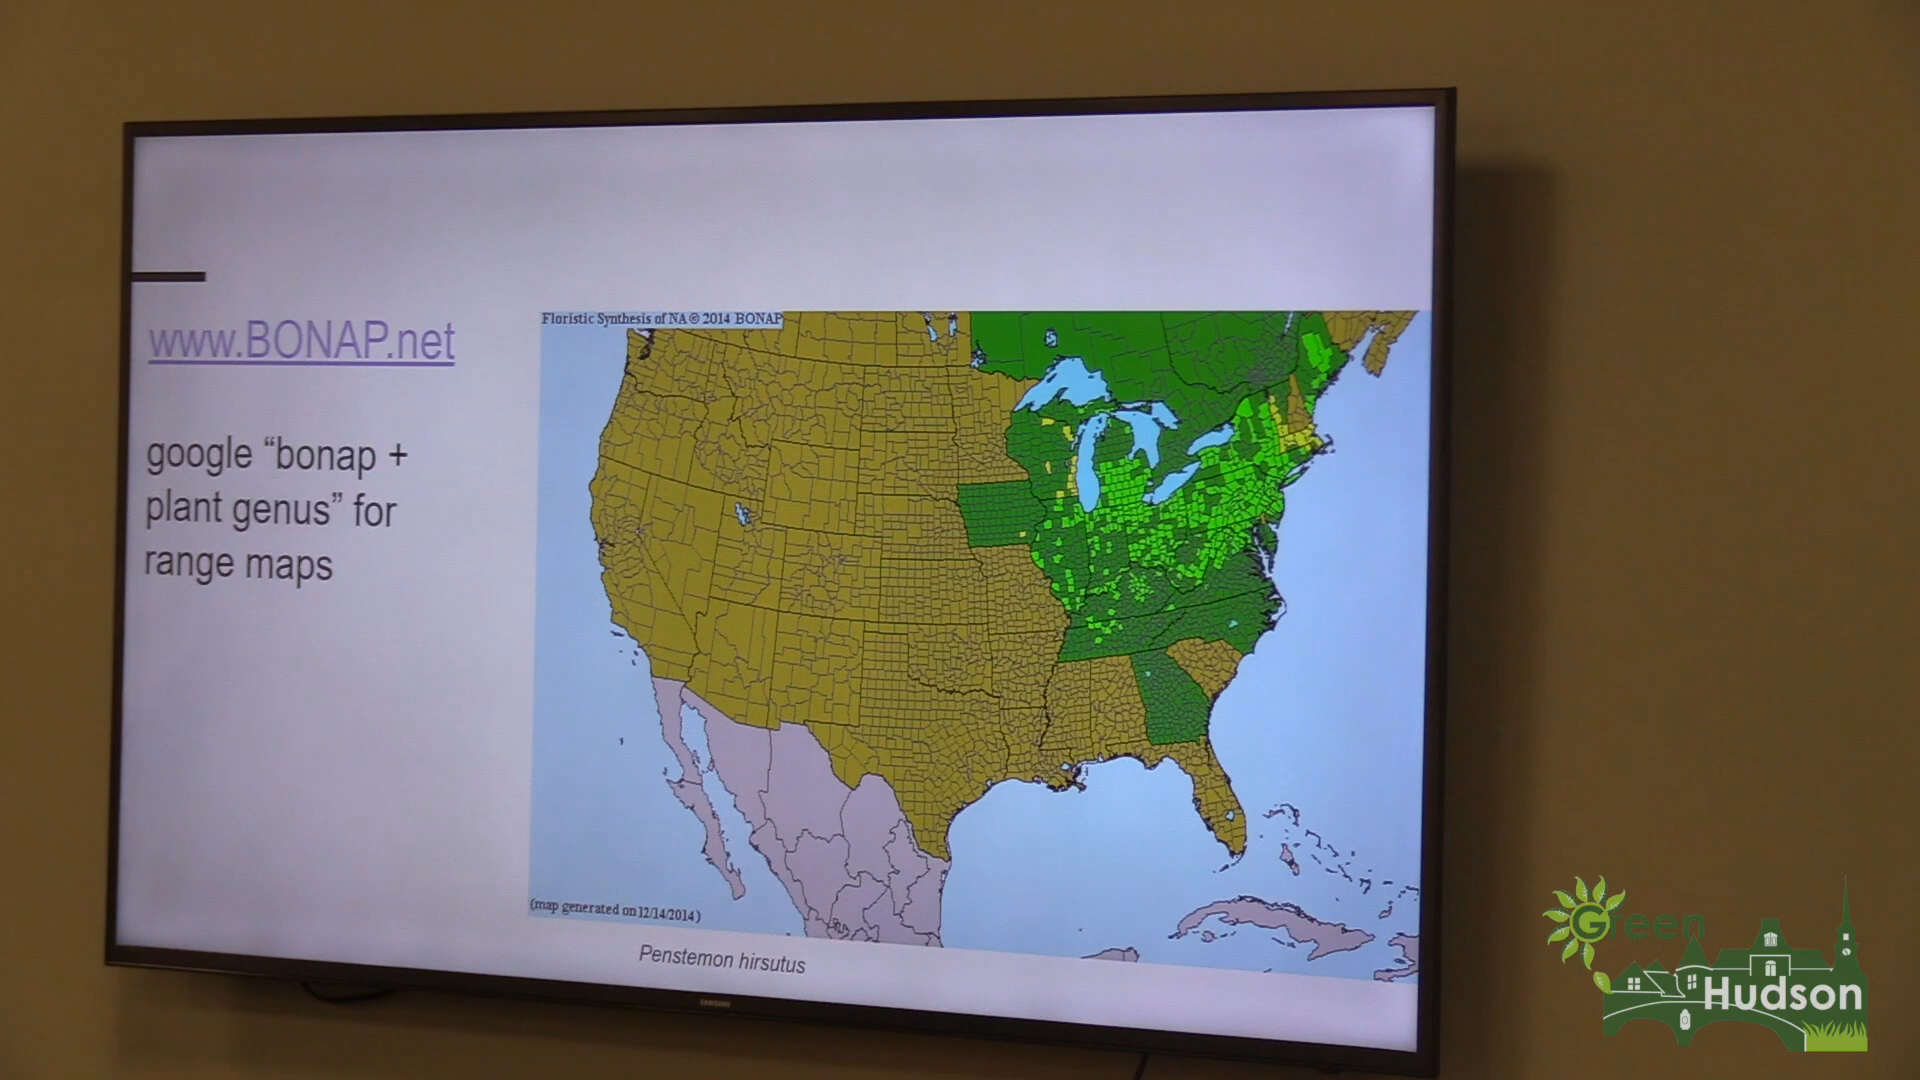 www.BONAP.net
google “bonap +
plant genus” for
range maps
Floristic Synthesis of NA © 2014 BONAP
(map generated on 12/14/2014)
Penstemon hirsutus
SAMSUNG
Green
Hudson